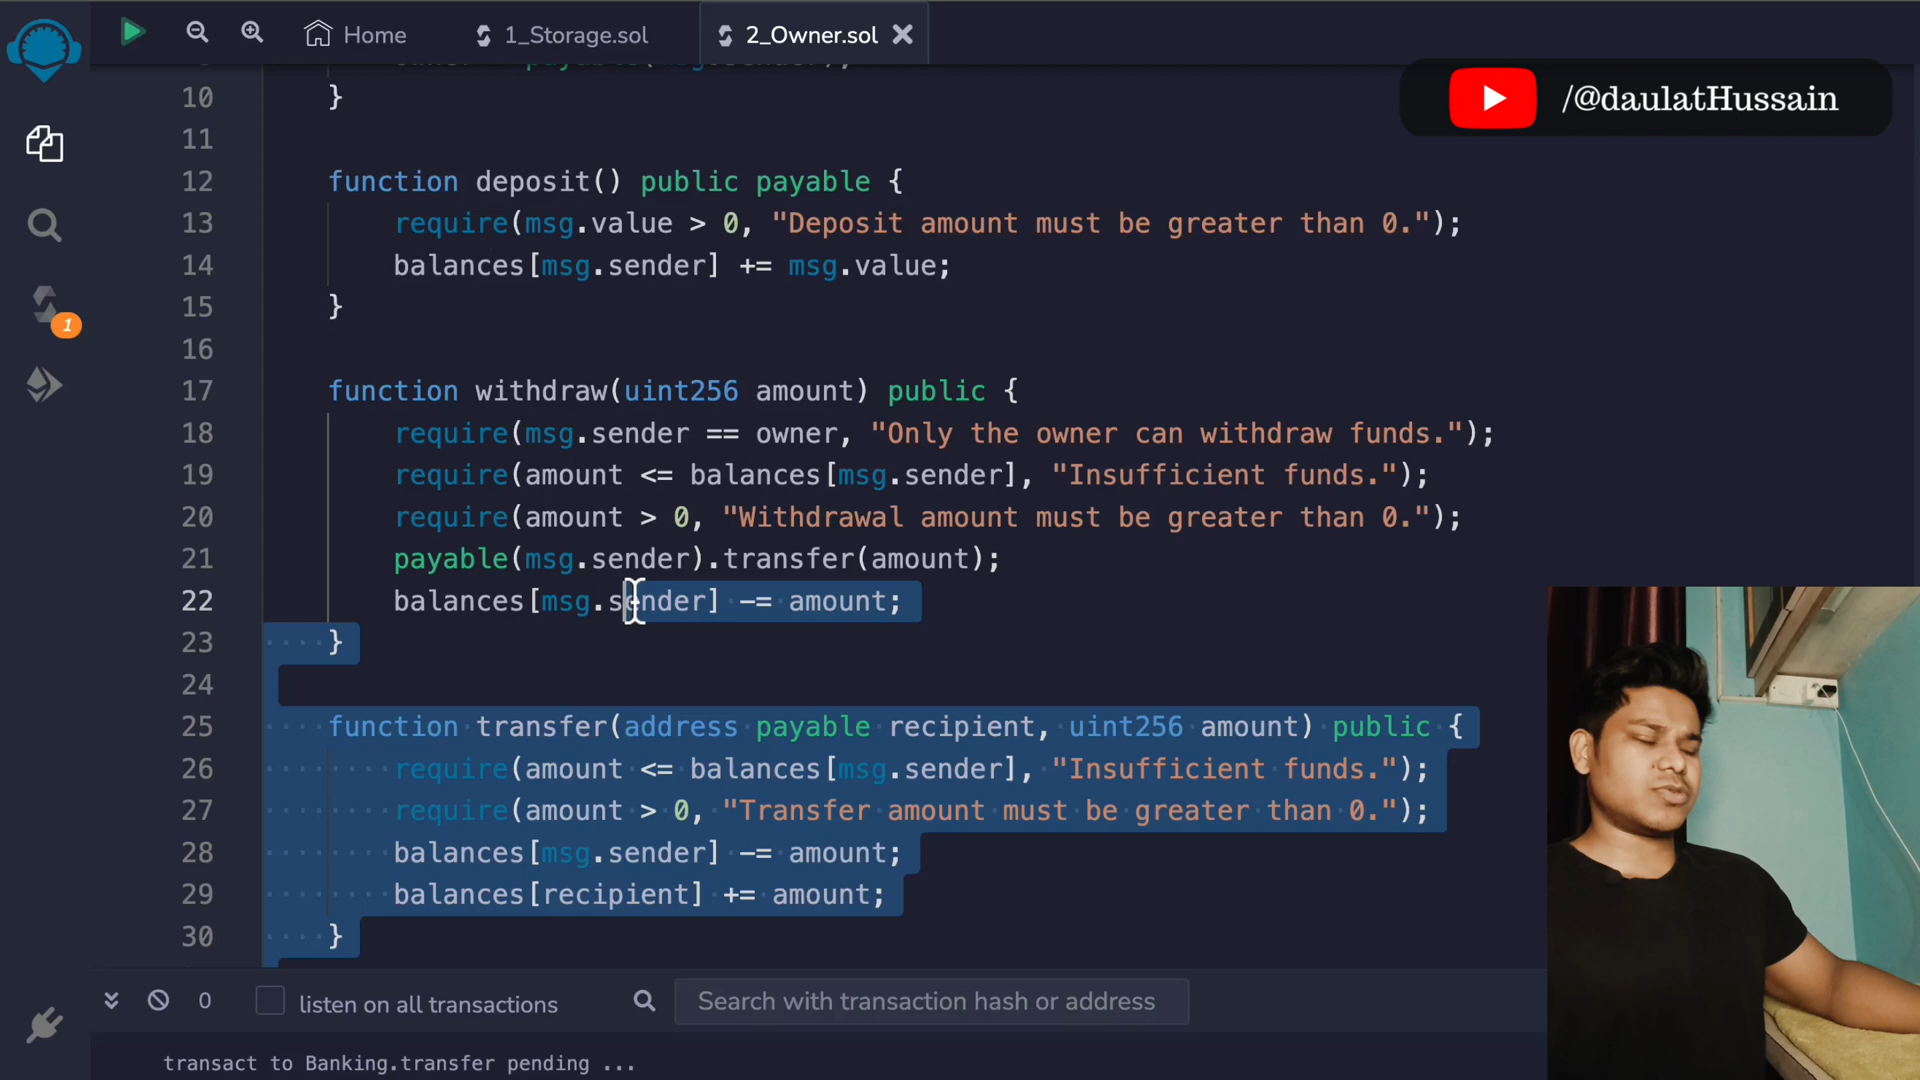 Home
1_Storage.sol
2_Owner.sol
/@daulatHussain
10 }
11
12 function deposit() public payable {
13 require(msg.value > 0, "Deposit amount must be greater than 0.");
14 balances[msg.sender] += msg.value;
15 }
16
17 function withdraw(uint256 amount) public {
18 require(msg.sender == owner, "Only the owner can withdraw funds.");
19 require(amount <= balances[msg.sender], "Insufficient funds.");
20 require(amount > 0, "Withdrawal amount must be greater than 0.");
21 payable(msg.sender).transfer(amount);
22 balances[msg.sender] -= amount;
23 }
24
25 function transfer(address payable recipient, uint256 amount) public {
26 require(amount <= balances[msg.sender], "Insufficient funds.");
27 require(amount > 0, "Transfer amount must be greater than 0.");
28 balances[msg.sender] -= amount;
29 balances[recipient] += amount;
30 }
1
0 listen on all transactions
Search with transaction hash or address
transact to Banking.transfer pending ...